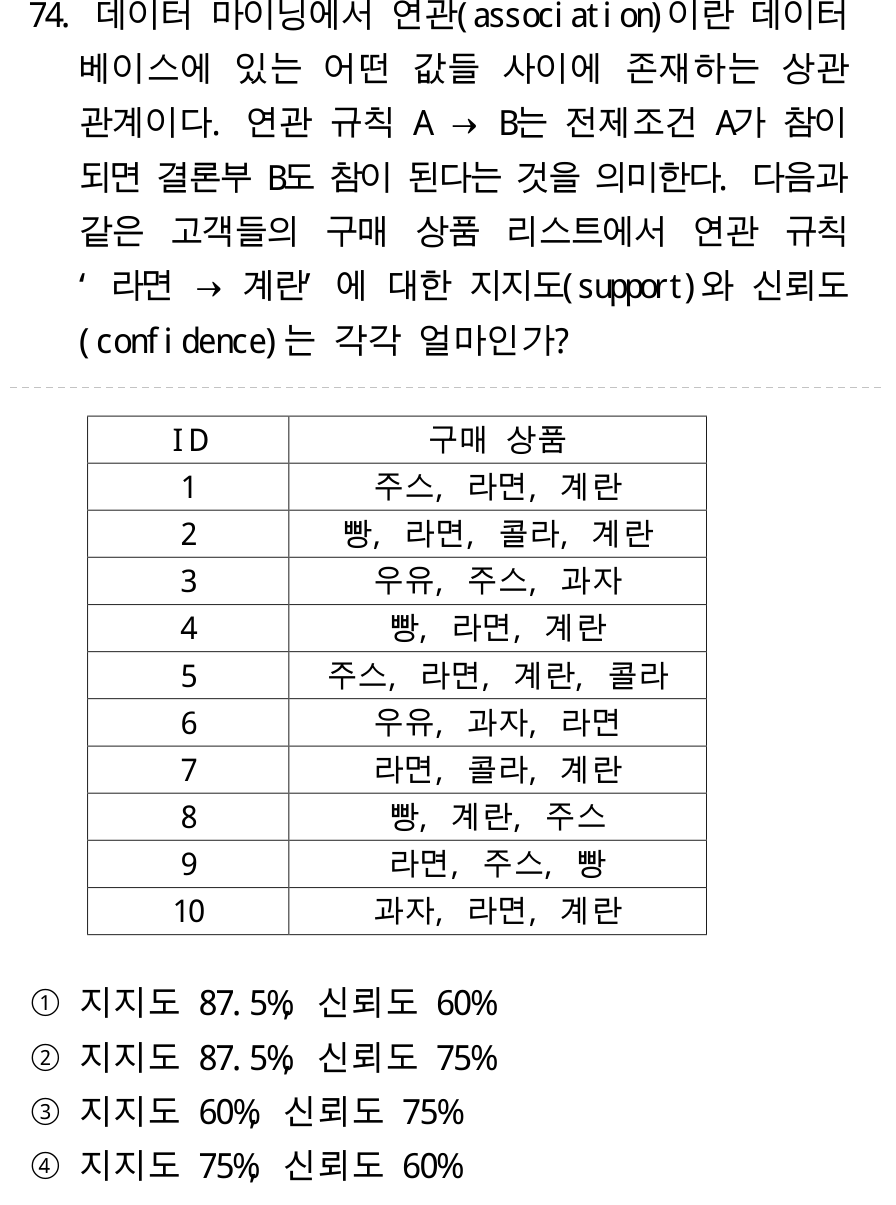 74. 데이터 마이닝에서 연관(association)이란 데이터
베이스에 있는 어떤 값들 사이에 존재하는 상관
관계이다. 연관 규칙 A → B는 전제조건 A가 참이
되면 결론부 B도 참이 된다는 것을 의미한다. 다음과
같은 고객들의 구매 상품 리스트에서 연관 규칙
‘ 라면 → 계란’ 에 대한 지지도(support)와 신뢰도
(confidence)는 각각 얼마인가?
ID 구매 상품
1 주스, 라면, 계란
2 빵, 라면, 콜라, 계란
3 우유, 주스, 과자
4 빵, 라면, 계란
5 주스, 라면, 계란, 콜라
6 우유, 과자, 라면
7 라면, 콜라, 계란
8 빵, 계란, 주스
9 라면, 주스, 빵
10 과자, 라면, 계란
① 지지도 87.5%, 신뢰도 60%
② 지지도 87.5%, 신뢰도 75%
③ 지지도 60%, 신뢰도 75%
④ 지지도 75%, 신뢰도 60%